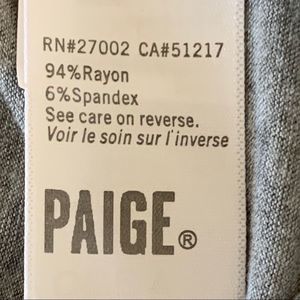 RN#27002 CA#51217
94%Rayon
6%Spandex
See care on reverse.
Voir le soin sur l'inverse
PAIGE®